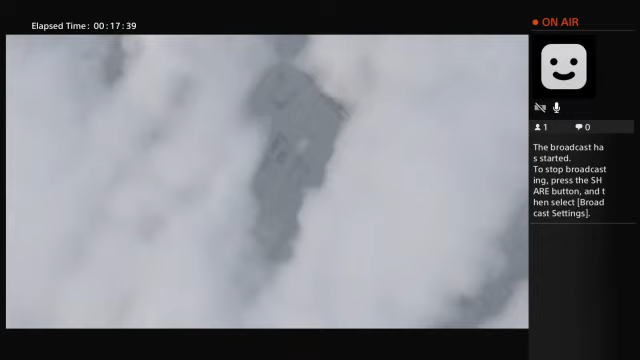 Elapsed Time: 00:17:39
ON AIR
1
0
The broadcast ha
s started.
To stop broadcast
ing, press the SH
ARE button, and t
hen select [Broad
cast Settings].